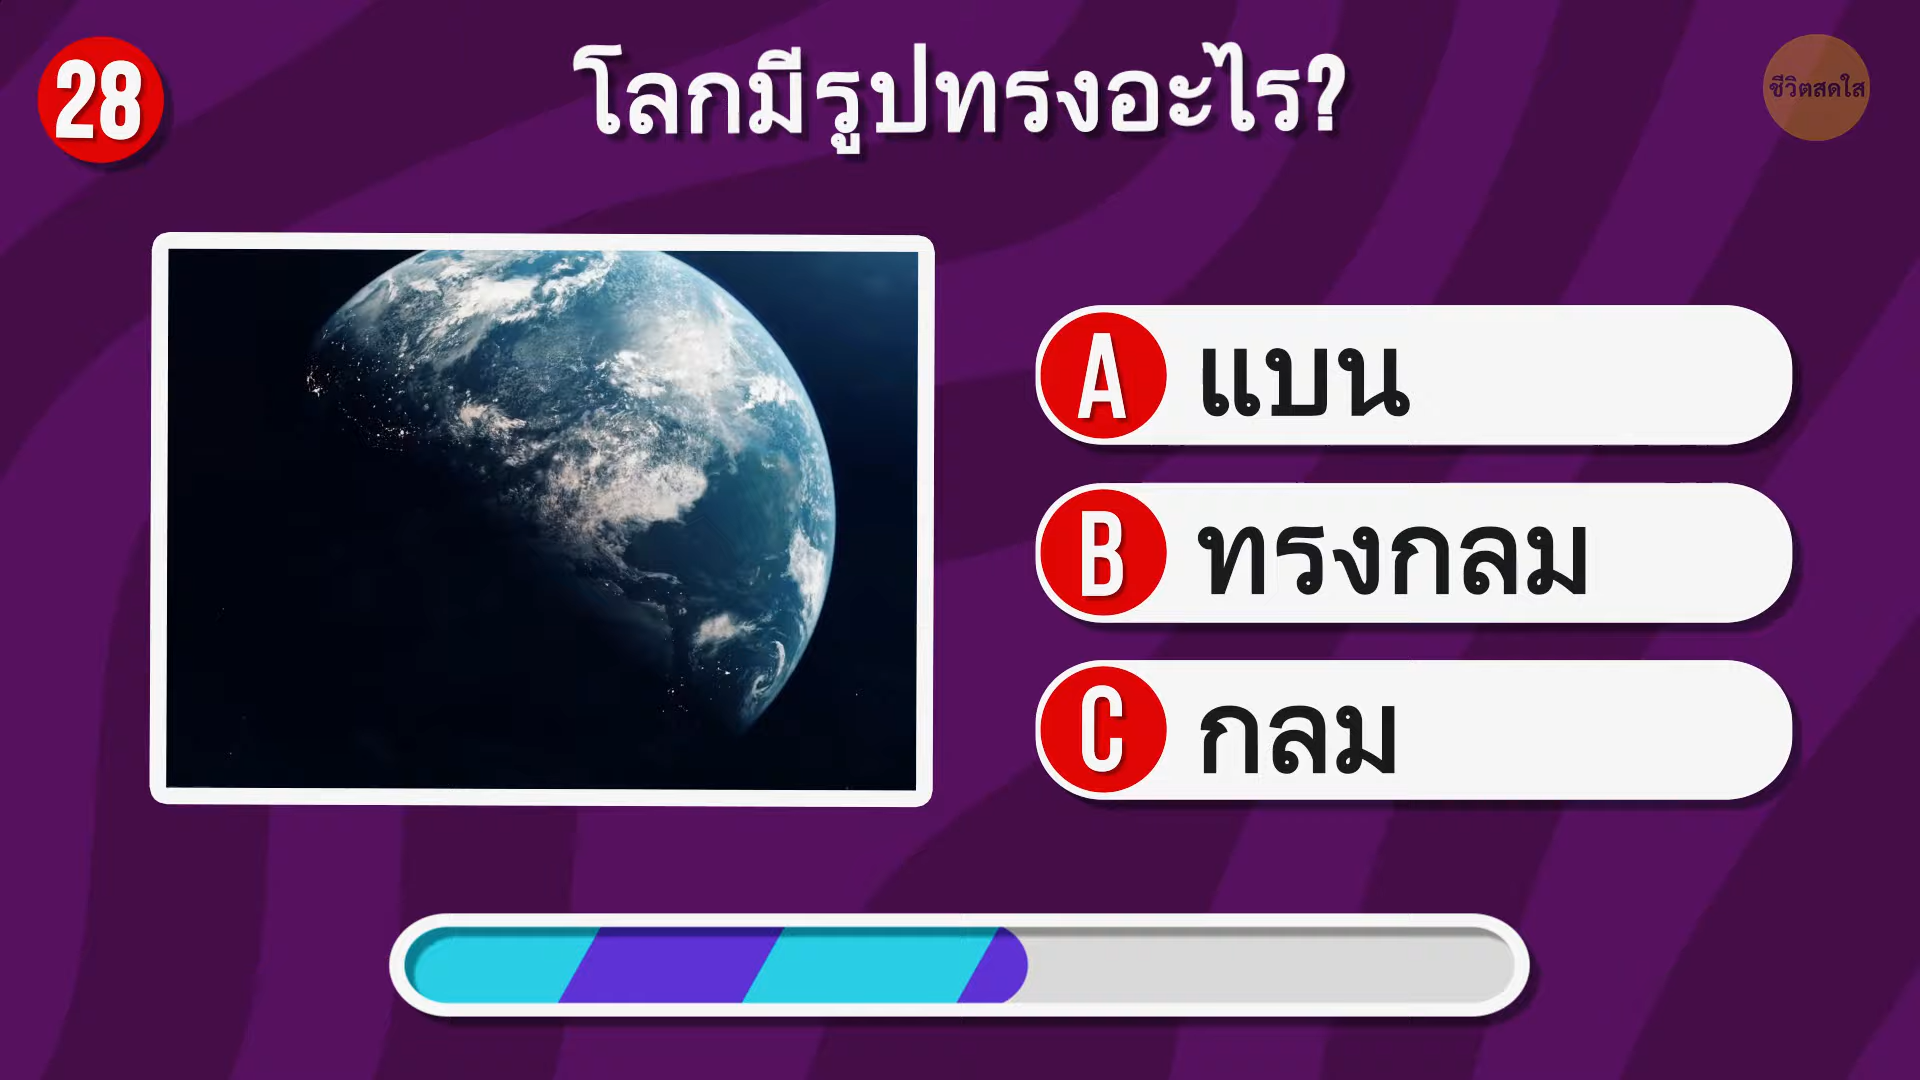 28
โลกมีรูปทรงอะไร?
ชีวิตสดใส
A แบน
B ทรงกลม
C กลม